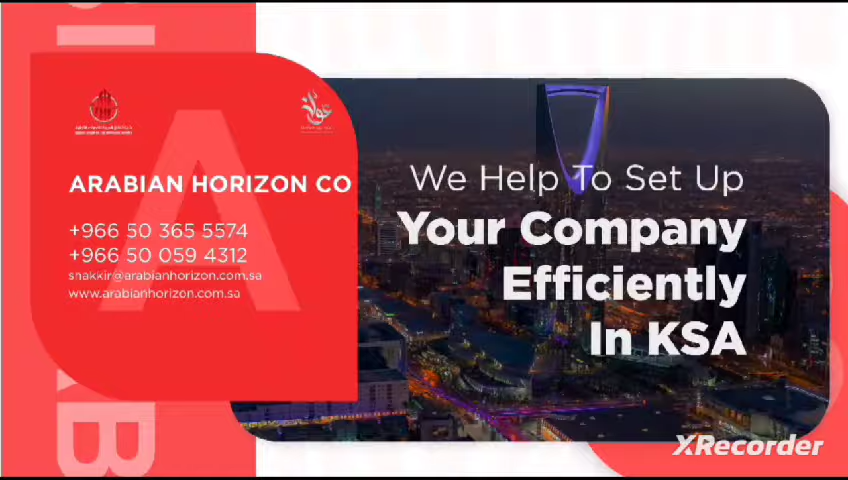 ARABIAN HORIZON CO
+966 50 365 5574
+966 50 059 4312
shakkir@arabianhorizon.com.sa
www.arabianhorizon.com.sa
We Help To Set Up
Your Company
Efficiently
In KSA
XRecorder